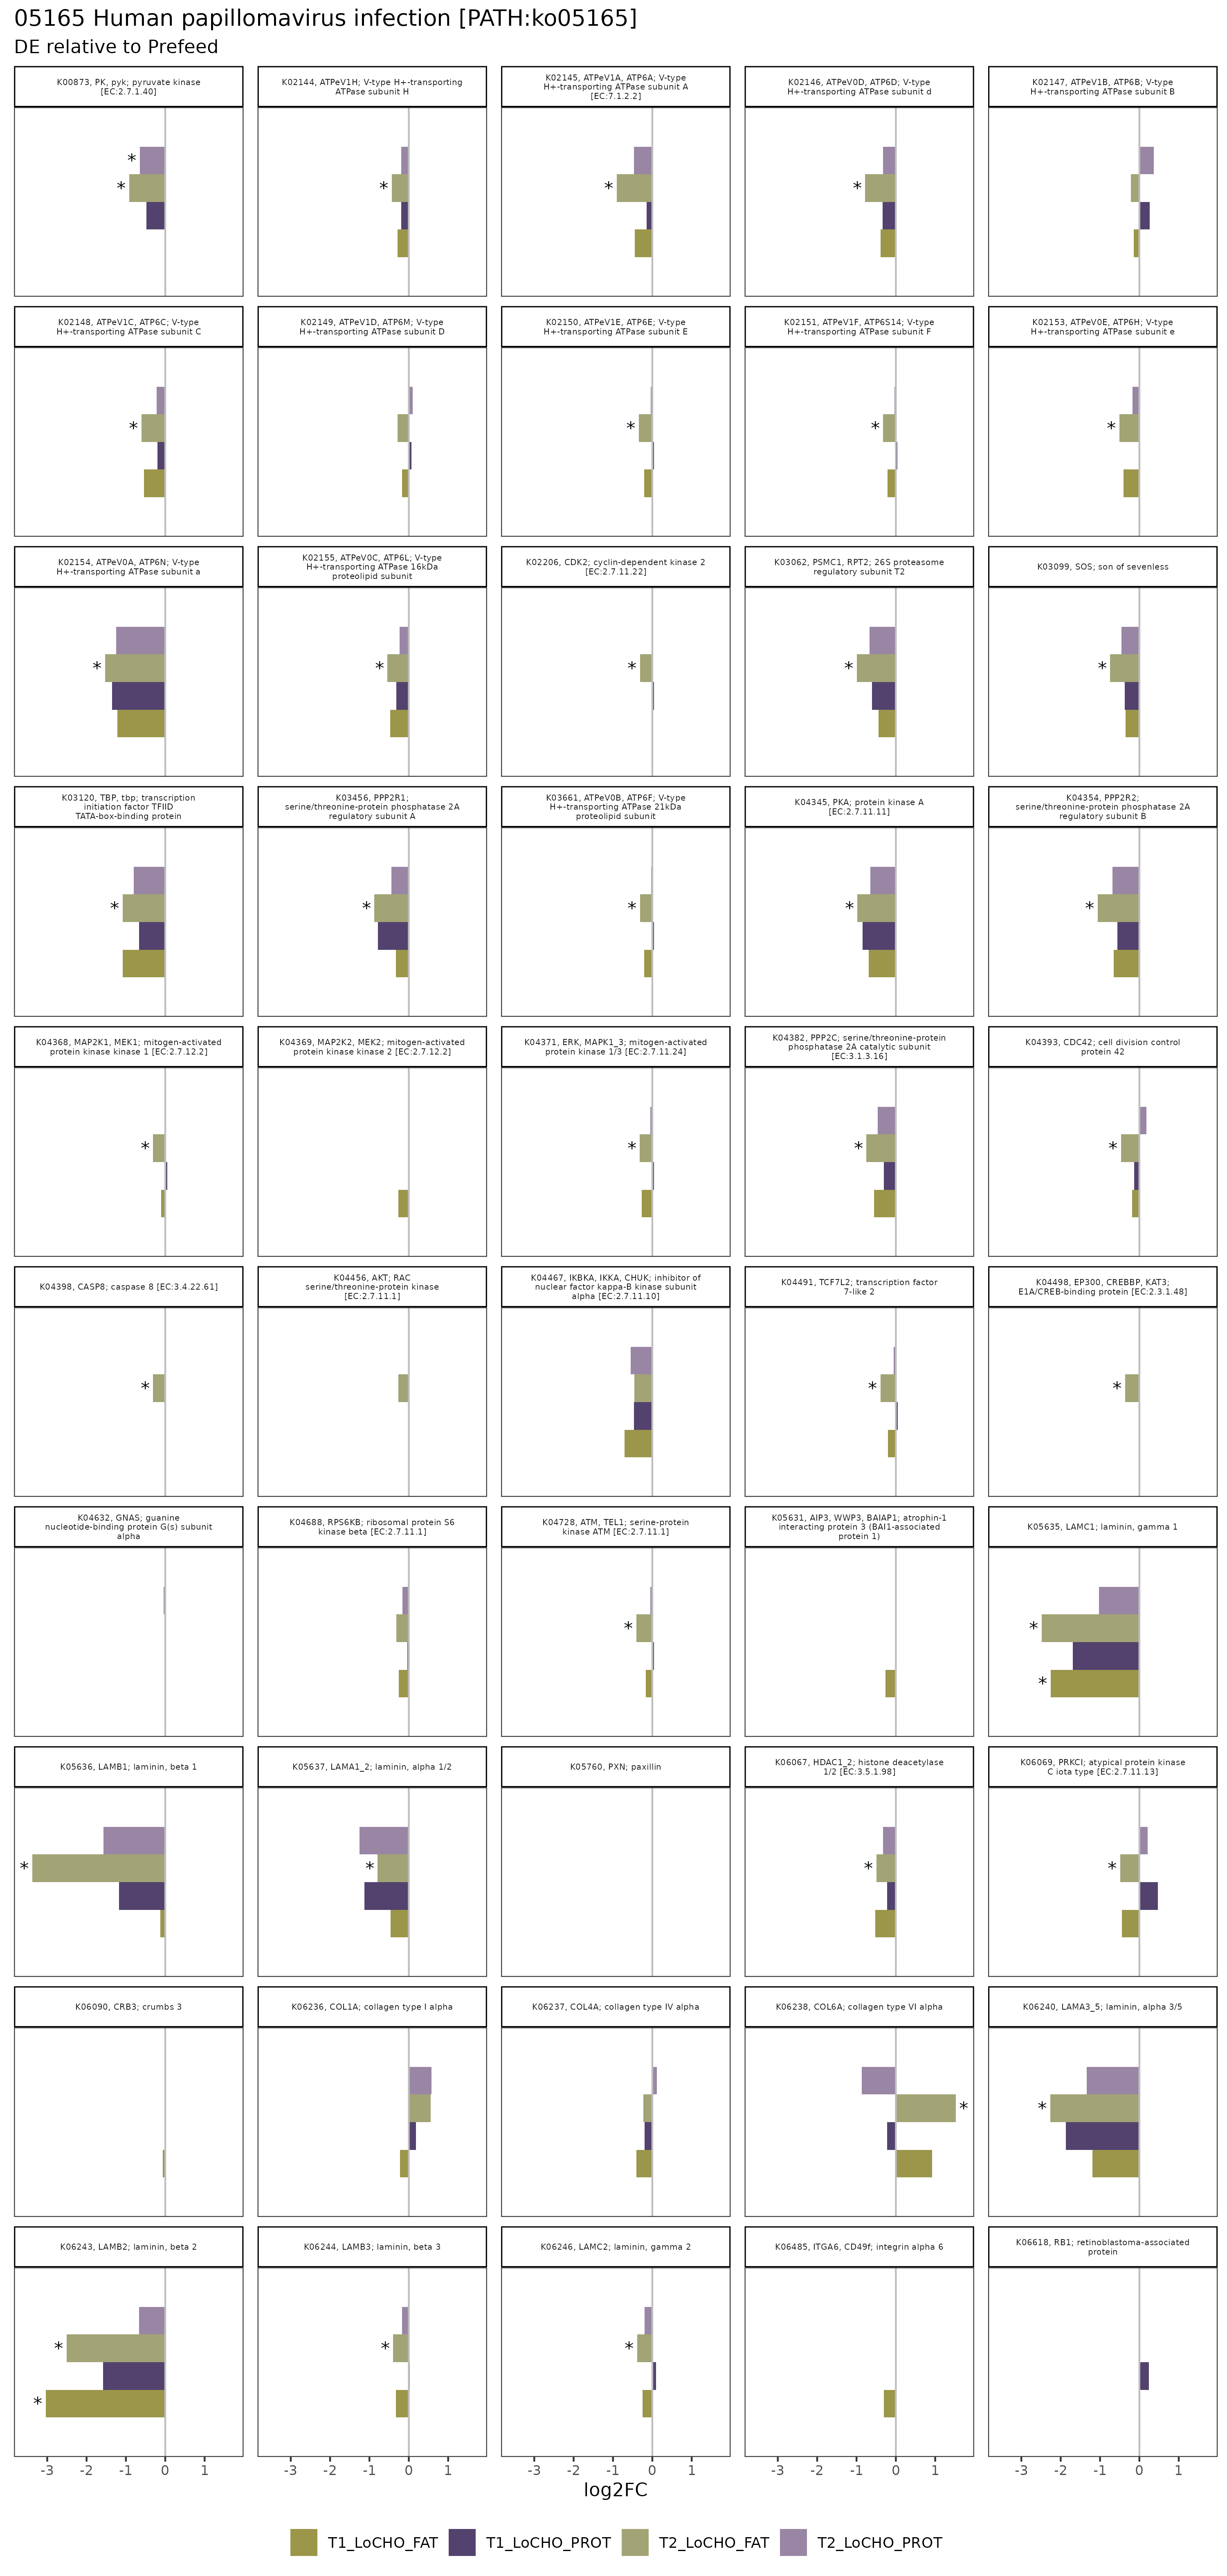 05165 Human papillomavirus infection [PATH:ko05165]
DE relative to Prefeed
K00873, PK, pyk; pyruvate kinase
[EC:2.7.1.40]
K02144, ATPeV1H; V-type H+-transporting
ATPase subunit H
K02145, ATPeV1A, ATP6A; V-type
H+-transporting ATPase subunit A
[EC:7.1.2.2]
K02146, ATPeV0D, ATP6D; V-type
H+-transporting ATPase subunit d
K02147, ATPeV1B, ATP6B; V-type
H+-transporting ATPase subunit B
*
*
*
*
*
K02148, ATPeV1C, ATP6C; V-type
H+-transporting ATPase subunit C
K02149, ATPeV1D, ATP6M; V-type
H+-transporting ATPase subunit D
K02150, ATPeV1E, ATP6E; V-type
H+-transporting ATPase subunit E
K02151, ATPeV1F, ATP6S14; V-type
H+-transporting ATPase subunit F
K02153, ATPeV0E, ATP6H; V-type
H+-transporting ATPase subunit e
*
*
*
*
K02154, ATPeV0A, ATP6N; V-type
H+-transporting ATPase subunit a
K02155, ATPeV0C, ATP6L; V-type
H+-transporting ATPase 16kDa
proteolipid subunit
K02206, CDK2; cyclin-dependent kinase 2
[EC:2.7.11.22]
K03062, PSMC1, RPT2; 26S proteasome
regulatory subunit T2
K03099, SOS; son of sevenless
*
*
*
*
*
K03120, TBP, tbp; transcription
initiation factor TFIID
TATA-box-binding protein
K03456, PPP2R1;
serine/threonine-protein phosphatase 2A
regulatory subunit A
K03661, ATPeV0B, ATP6F; V-type
H+-transporting ATPase 21kDa
proteolipid subunit
K04345, PKA; protein kinase A
[EC:2.7.11.11]
K04354, PPP2R2;
serine/threonine-protein phosphatase 2A
regulatory subunit B
*
*
*
*
*
K04368, MAP2K1, MEK1; mitogen-activated
protein kinase kinase 1 [EC:2.7.12.2]
K04369, MAP2K2, MEK2; mitogen-activated
protein kinase kinase 2 [EC:2.7.12.2]
K04371, ERK, MAPK1_3; mitogen-activated
protein kinase 1/3 [EC:2.7.11.24]
K04382, PPP2C; serine/threonine-protein
phosphatase 2A catalytic subunit
[EC:3.1.3.16]
K04393, CDC42; cell division control
protein 42
*
*
*
*
K04398, CASP8; caspase 8 [EC:3.4.22.61]
K04456, AKT; RAC
serine/threonine-protein kinase
[EC:2.7.11.1]
K04467, IKBKA, IKKA, CHUK; inhibitor of
nuclear factor kappa-B kinase subunit
alpha [EC:2.7.11.10]
K04491, TCF7L2; transcription factor
7-like 2
K04498, EP300, CREBBP, KAT3;
E1A/CREB-binding protein [EC:2.3.1.48]
*
*
*
K04632, GNAS; guanine
nucleotide-binding protein G(s) subunit
alpha
K04688, RPS6KB; ribosomal protein S6
kinase beta [EC:2.7.11.1]
K04728, ATM, TEL1; serine-protein
kinase ATM [EC:2.7.11.1]
K05631, AIP3, WWP3, BAIAP1; atrophin-1
interacting protein 3 (BAI1-associated
protein 1)
K05635, LAMC1; laminin, gamma 1
*
*
*
K05636, LAMB1; laminin, beta 1
K05637, LAMA1_2; laminin, alpha 1/2
K05760, PXN; paxillin
K06067, HDAC1_2; histone deacetylase
1/2 [EC:3.5.1.98]
K06069, PRKCI; atypical protein kinase
C iota type [EC:2.7.11.13]
*
*
*
*
K06090, CRB3; crumbs 3
K06236, COL1A; collagen type I alpha
K06237, COL4A; collagen type IV alpha
K06238, COL6A; collagen type VI alpha
K06240, LAMA3_5; laminin, alpha 3/5
*
*
K06243, LAMB2; laminin, beta 2
K06244, LAMB3; laminin, beta 3
K06246, LAMC2; laminin, gamma 2
K06485, ITGA6, CD49f; integrin alpha 6
K06618, RB1; retinoblastoma-associated
protein
*
*
*
*
-3 -2 -1 0 1 -3 -2 -1 0 1 -3 -2 -1 0 1 -3 -2 -1 0 1 -3 -2 -1 0 1
log2FC
T1_LoCHO_FAT T1_LoCHO_PROT T2_LoCHO_FAT T2_LoCHO_PROT